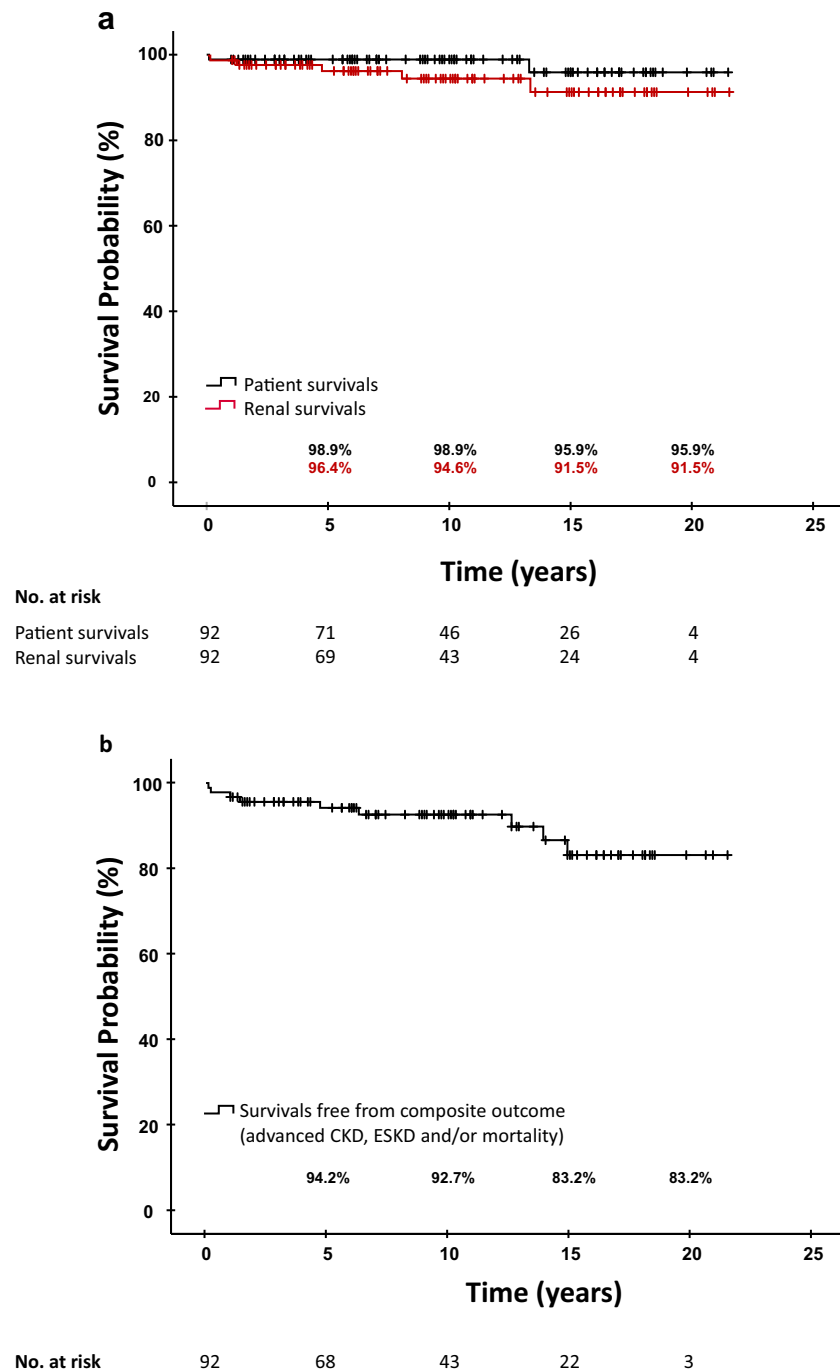 a
100
80
60
40
20
0
Survival Probability (%)
Patient survivals
Renal survivals
98.9% 98.9% 95.9% 95.9%
96.4% 94.6% 91.5% 91.5%
0 5 10 15 20 25
Time (years)
No. at risk
Patient survivals 92 71 46 26 4
Renal survivals 92 69 43 24 4
b
100
80
60
40
20
0
Survival Probability (%)
Survivals free from composite outcome
(advanced CKD, ESKD and/or mortality)
94.2% 92.7% 83.2% 83.2%
0 5 10 15 20 25
Time (years)
No. at risk 92 68 43 22 3